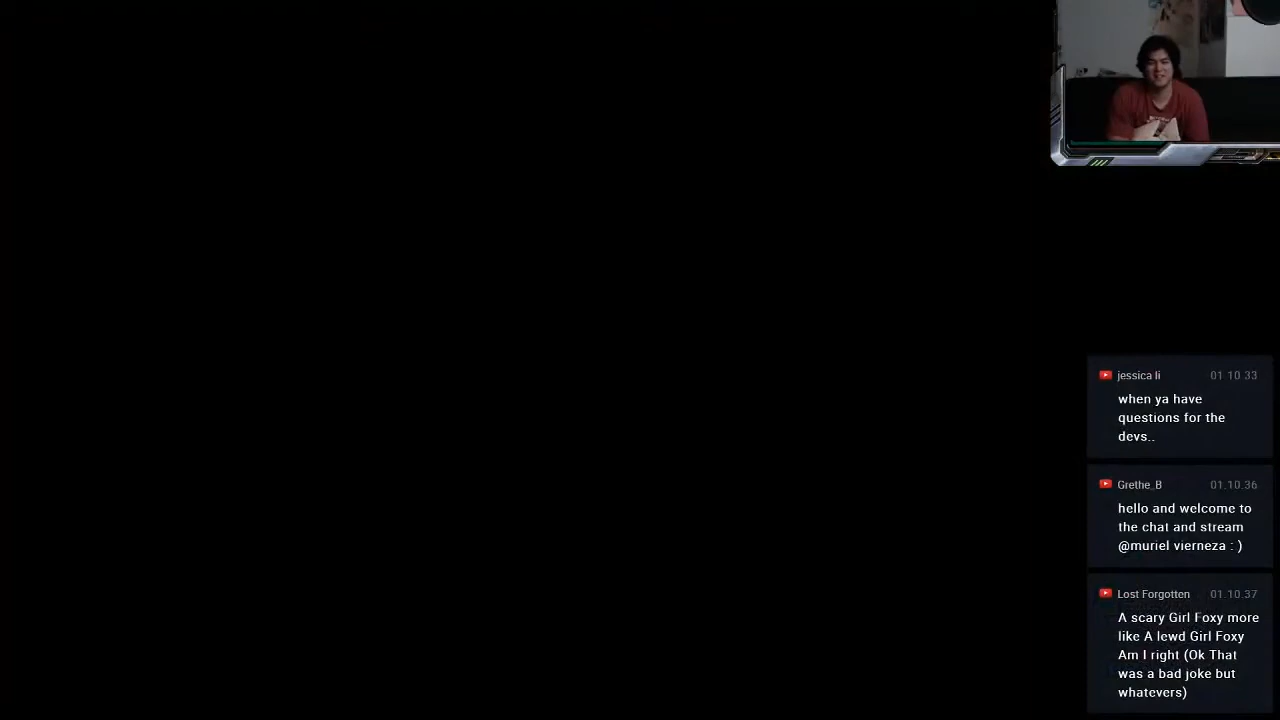 jessica li 01 10 33
when ya have
questions for the
devs..
Grethe_B 01.10.36
hello and welcome to
the chat and stream
@muriel vierneza : )
Lost Forgotten 01.10.37
A scary Girl Foxy more
like A lewd Girl Foxy
Am I right (Ok That
was a bad joke but
whatevers)